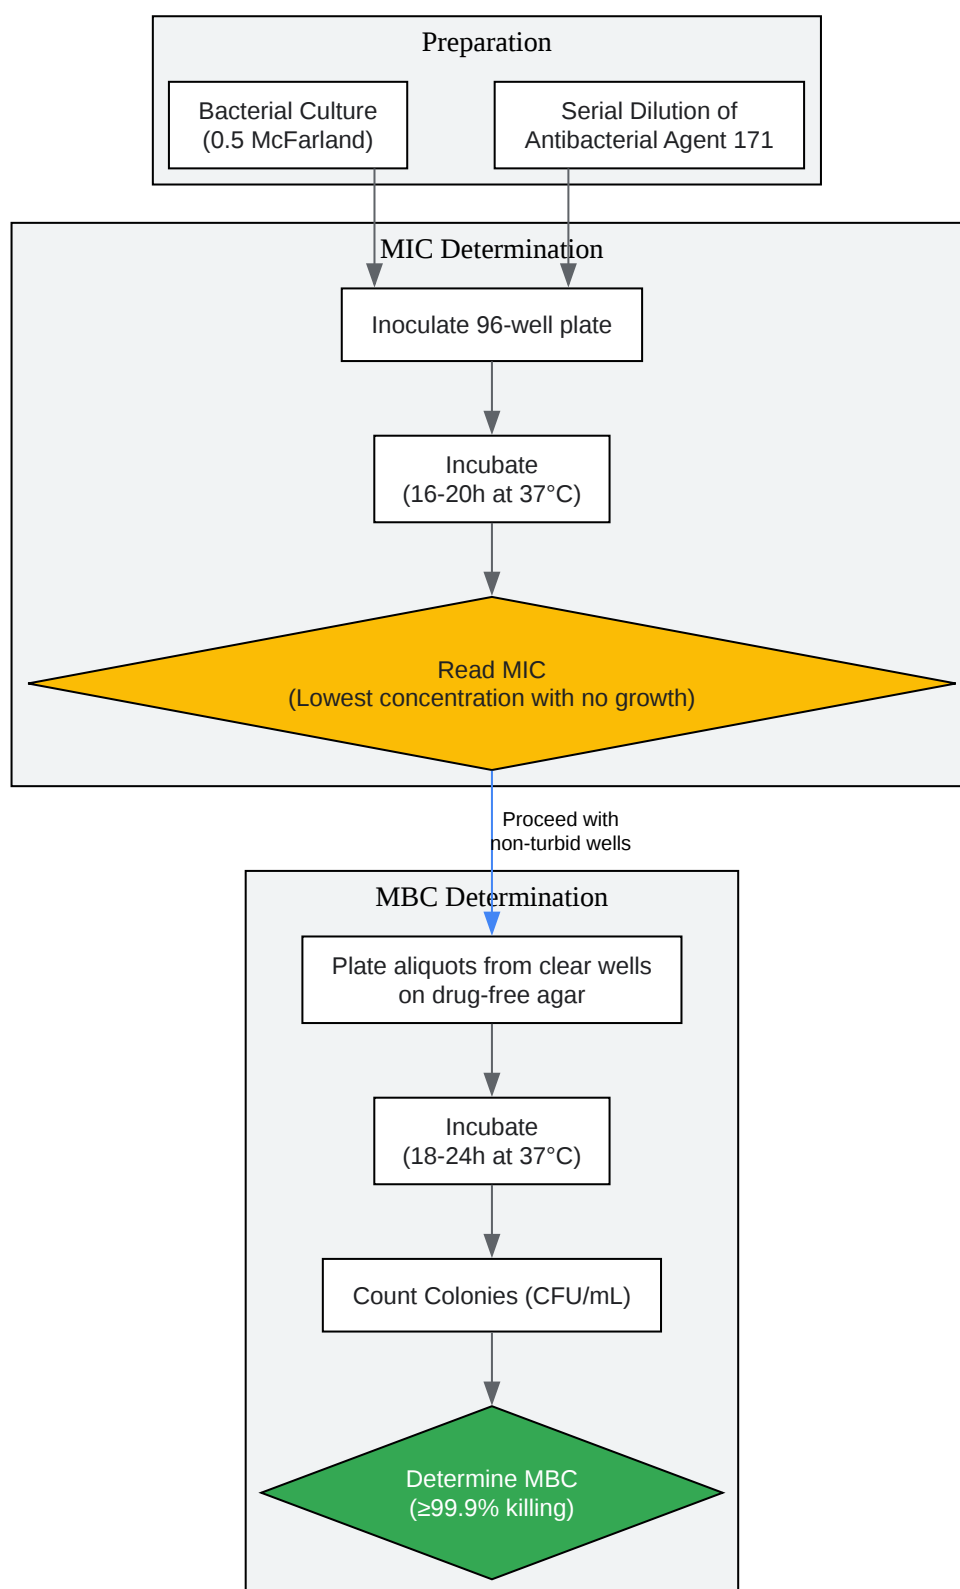 Preparation
Bacterial Culture
(0.5 McFarland)
Serial Dilution of
Antibacterial Agent 171
MIC Determination
Inoculate 96-well plate
Incubate
(16-20h at 37°C)
Read MIC
(Lowest concentration with no growth)
Proceed with
non-turbid wells
MBC Determination
Plate aliquots from clear wells
on drug-free agar
Incubate
(18-24h at 37°C)
Count Colonies (CFU/mL)
Determine MBC
(≥99.9% killing)